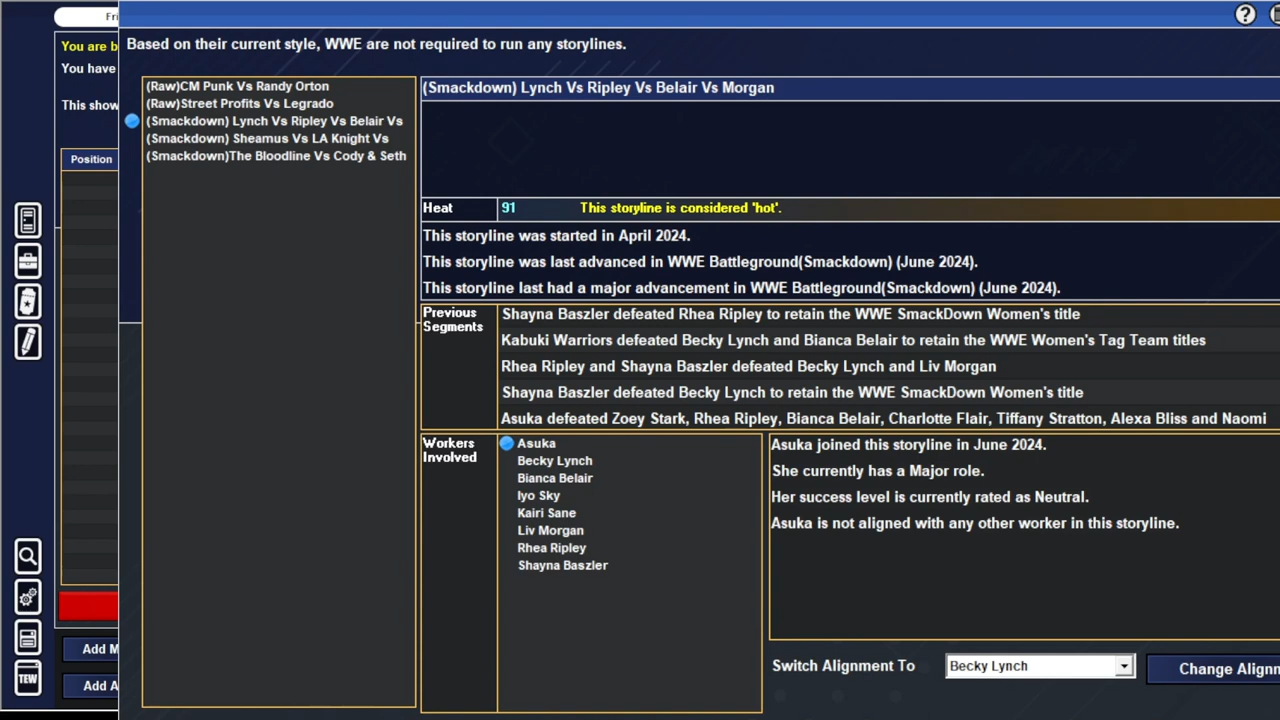 Fri
?
You are b
You have
This show
Position
Add M
Add A
TEW
Based on their current style, WWE are not required to run any storylines.
(Raw)CM Punk Vs Randy Orton
(Raw)Street Profits Vs Legrado
(Smackdown) Lynch Vs Ripley Vs Belair Vs
(Smackdown) Sheamus Vs LA Knight Vs
(Smackdown)The Bloodline Vs Cody & Seth
(Smackdown) Lynch Vs Ripley Vs Belair Vs Morgan
Heat 91 This storyline is considered 'hot'.
This storyline was started in April 2024.
This storyline was last advanced in WWE Battleground(Smackdown) (June 2024).
This storyline last had a major advancement in WWE Battleground(Smackdown) (June 2024).
Previous
Segments
Shayna Baszler defeated Rhea Ripley to retain the WWE SmackDown Women's title
Kabuki Warriors defeated Becky Lynch and Bianca Belair to retain the WWE Women's Tag Team titles
Rhea Ripley and Shayna Baszler defeated Becky Lynch and Liv Morgan
Shayna Baszler defeated Becky Lynch to retain the WWE SmackDown Women's title
Asuka defeated Zoey Stark, Rhea Ripley, Bianca Belair, Charlotte Flair, Tiffany Stratton, Alexa Bliss and Naomi
Workers
Involved
Asuka
Becky Lynch
Bianca Belair
Iyo Sky
Kairi Sane
Liv Morgan
Rhea Ripley
Shayna Baszler
Asuka joined this storyline in June 2024.
She currently has a Major role.
Her success level is currently rated as Neutral.
Asuka is not aligned with any other worker in this storyline.
Switch Alignment To
Becky Lynch
Change Alignn